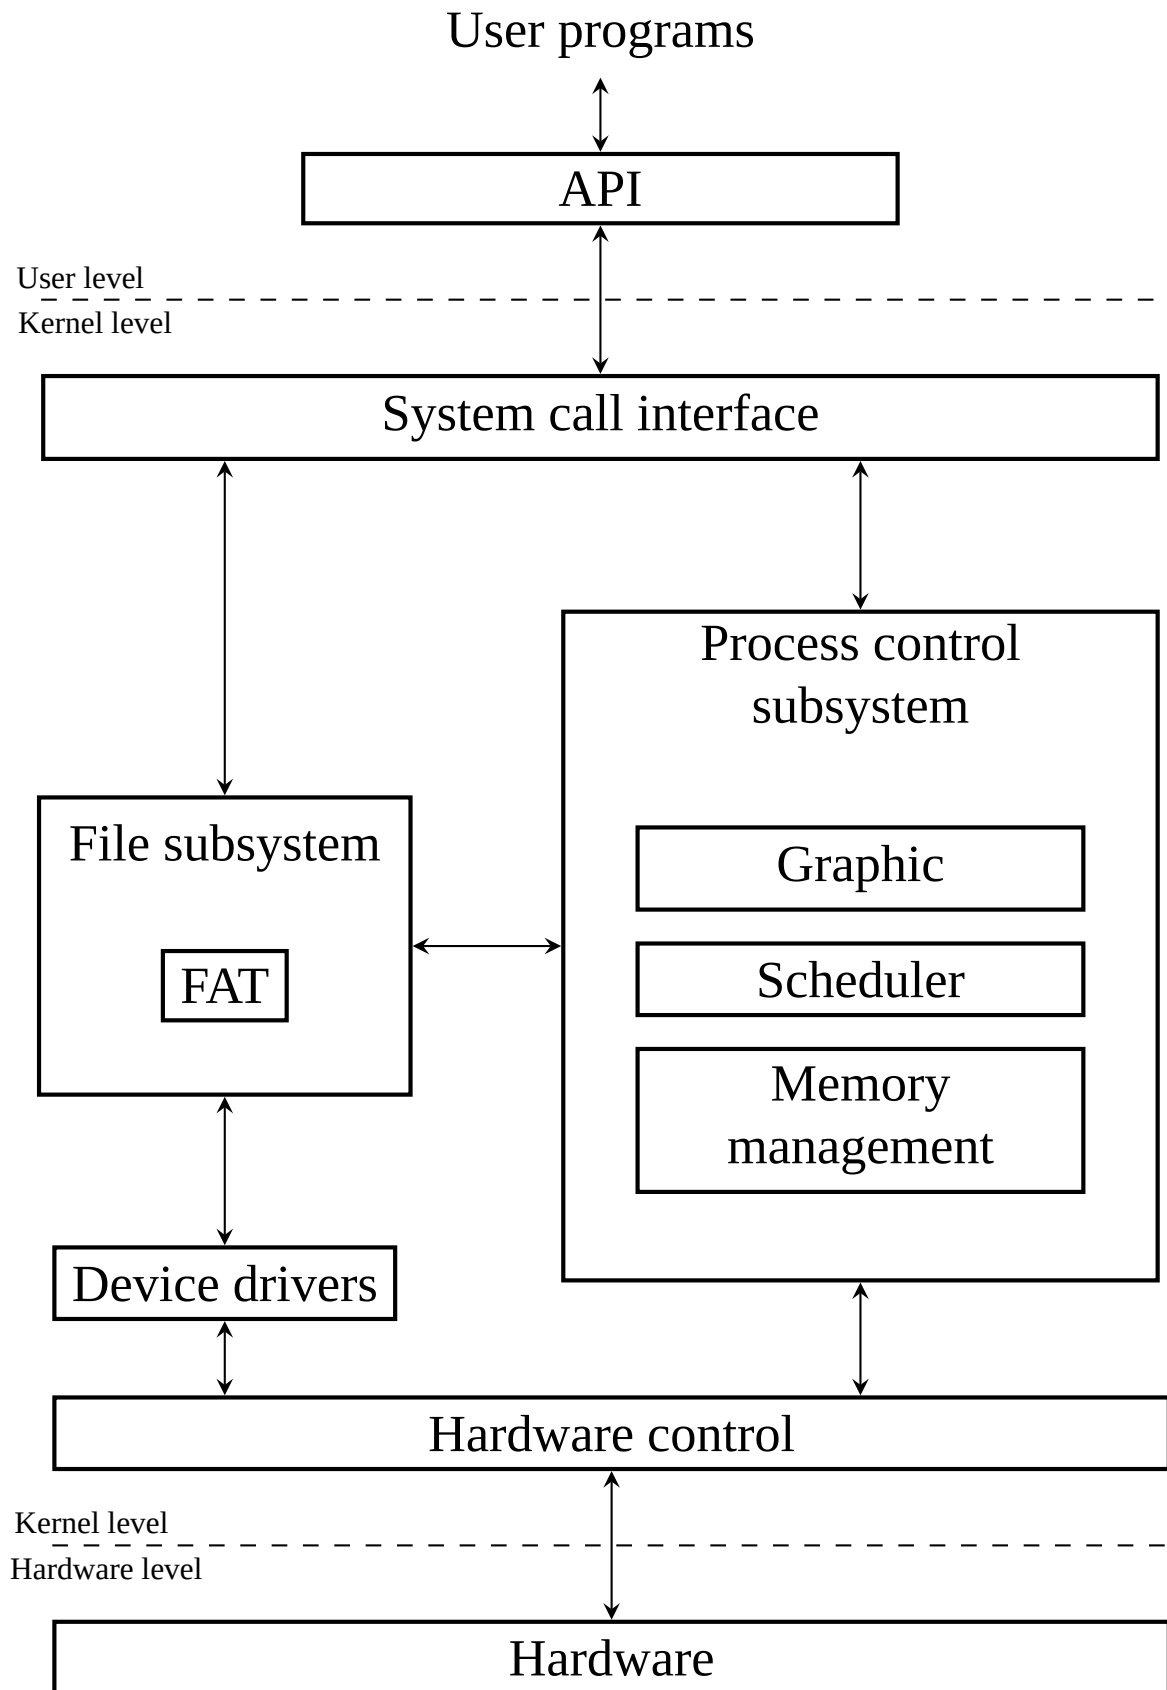 User programs
API
User level
Kernel level
System call interface
Process control
subsystem
File subsystem
Graphic
FAT
Scheduler
Memory
management
Device drivers
Hardware control
Kernel level
Hardware level
Hardware